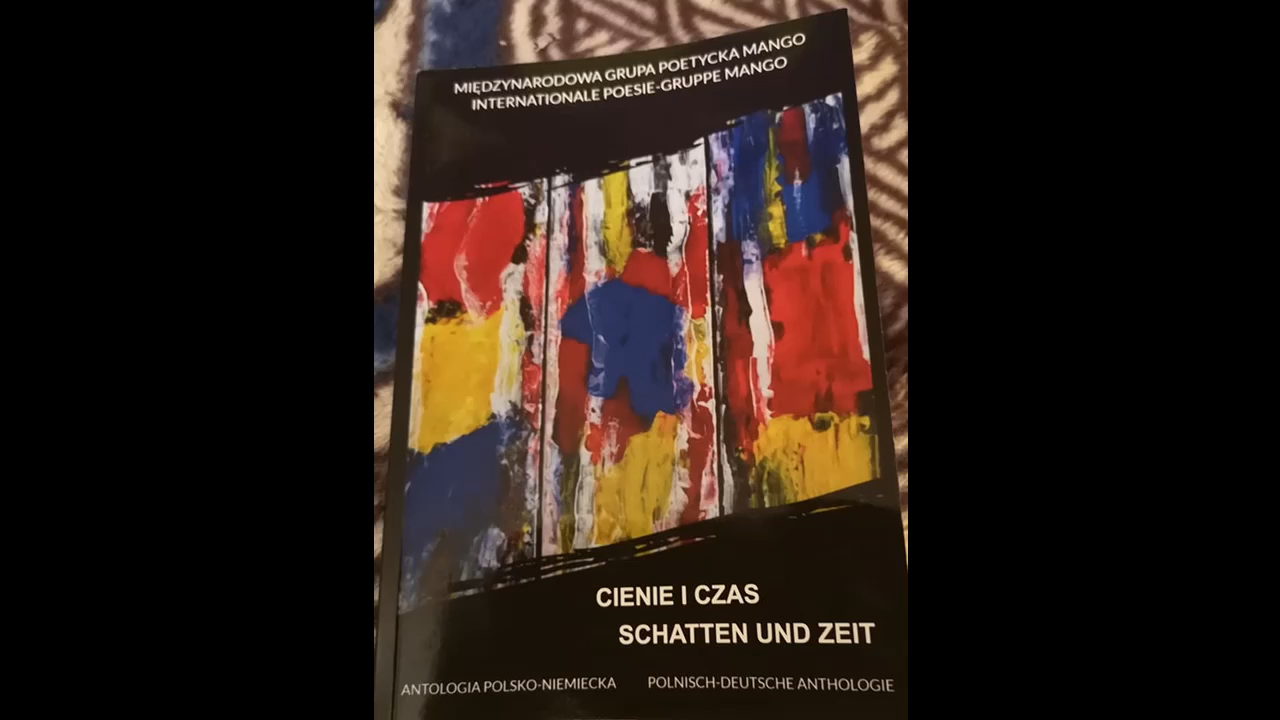 MIĘDZYNARODOWA GRUPA POETYCKA MANGO
INTERNATIONALE POESIE-GRUPPE MANGO
CIENIE I CZAS
SCHATTEN UND ZEIT
ANTOLOGIA POLSKO-NIEMIECKA POLNISCH-DEUTSCHE ANTHOLOGIE